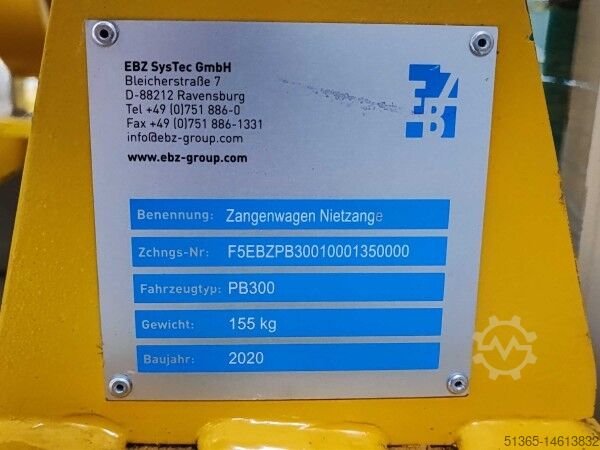 EBZ SysTec GmbH
Bleicherstraße 7
D-88212 Ravensburg
Tel +49 (0)751 886-0
Fax +49 (0)751 886-1331
info@ebz-group.com
www.ebz-group.com
EBZ
Benennung: Zangenwagen Nietzange
Zchngs-Nr: F5EBZPB30010001350000
Fahrzeugtyp: PB300
Gewicht: 155 kg
Baujahr: 2020
51365-14613832